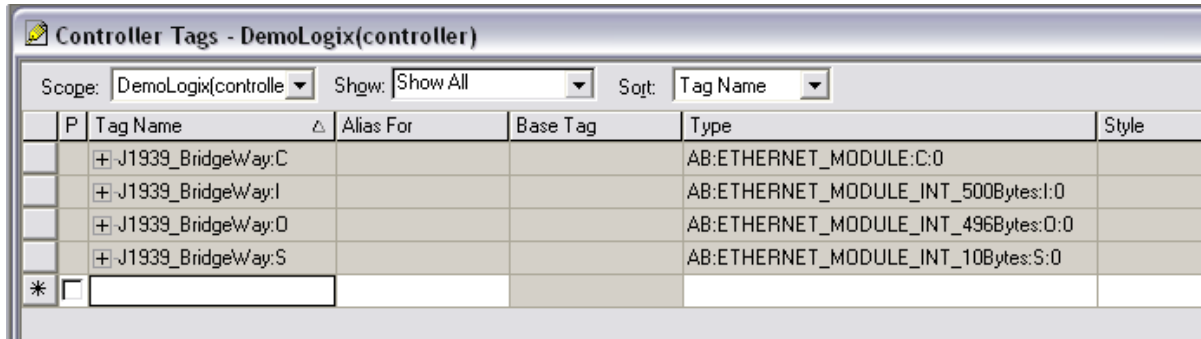 Controller Tags - DemoLogix(controller)
Scope: DemoLogix(controlle Show: Show All Sort: Tag Name
P Tag Name Alias For Base Tag Type Style
J1939_BridgeWay:C AB:ETHERNET_MODULE:C:0
J1939_BridgeWay:I AB:ETHERNET_MODULE_INT_500Bytes:I:0
J1939_BridgeWay:O AB:ETHERNET_MODULE_INT_496Bytes:O:0
J1939_BridgeWay:S AB:ETHERNET_MODULE_INT_10Bytes:S:0